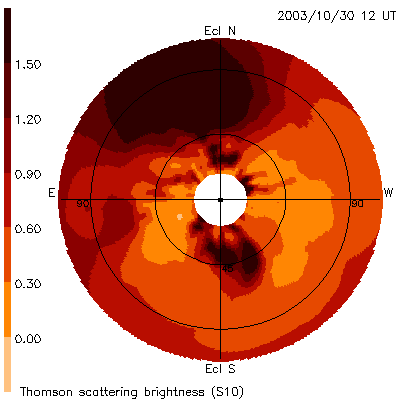 2003/10/30 12 UT
Ecl N
1.50
1.20
0.90
E
W
90
90
0.60
0.30
0.00
Ecl S
Thomson scattering brightness (S10)